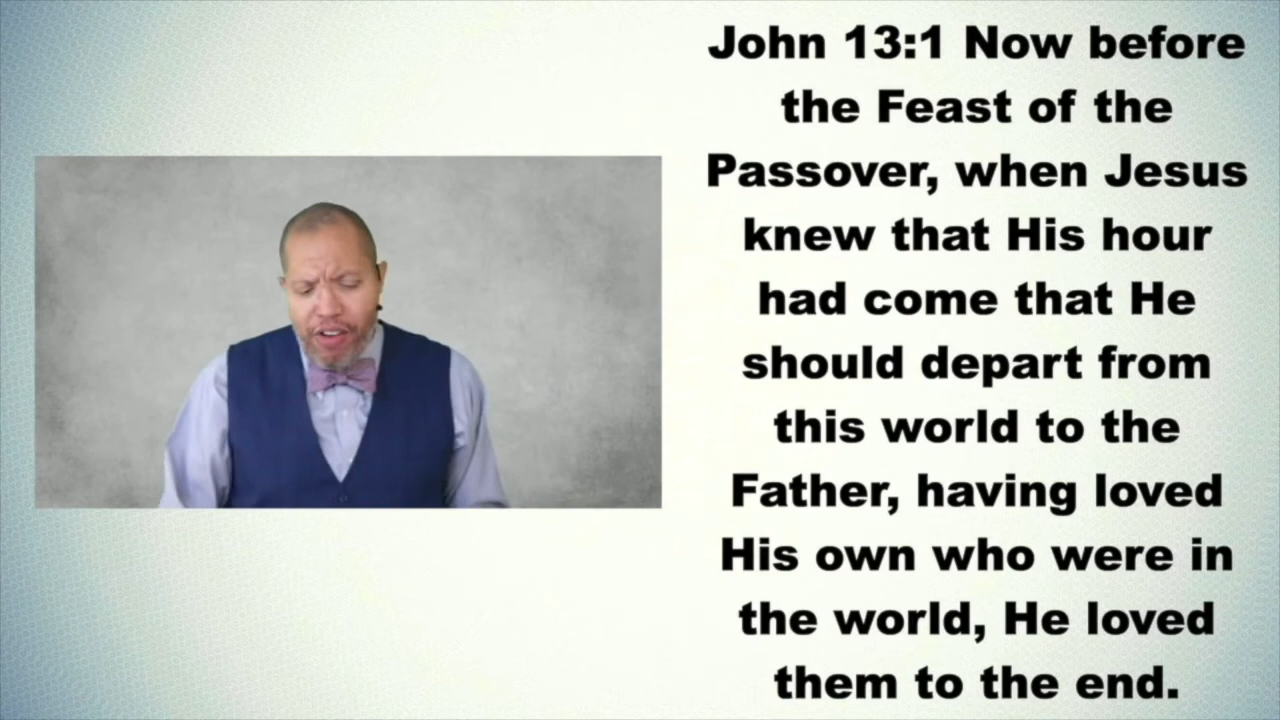 John 13:1 Now before
the Feast of the
Passover, when Jesus
knew that His hour
had come that He
should depart from
this world to the
Father, having loved
His own who were in
the world, He loved
them to the end.